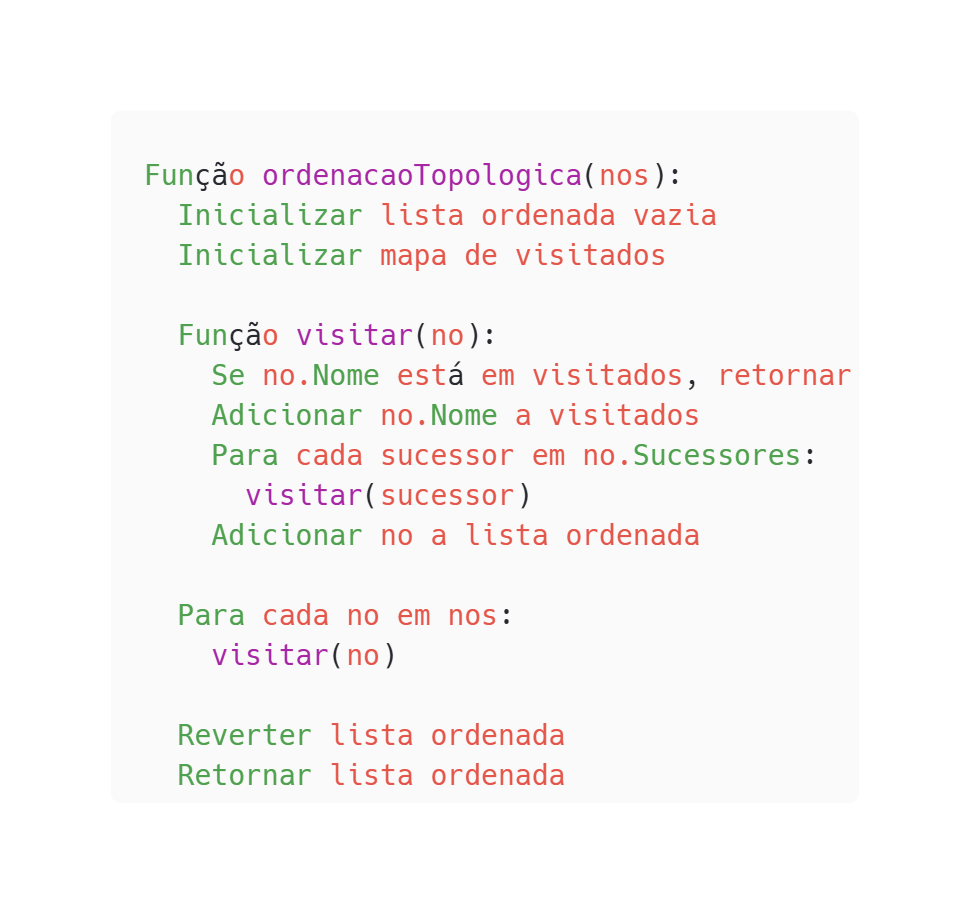 Função ordenacaoTopologica(nos):
Inicializar lista ordenada vazia
Inicializar mapa de visitados
Função visitar(no):
Se no.Nome está em visitados, retornar
Adicionar no.Nome a visitados
Para cada sucessor em no.Sucessores:
visitar(sucessor)
Adicionar no a lista ordenada
Para cada no em nos:
visitar(no)
Reverter lista ordenada
Retornar lista ordenada